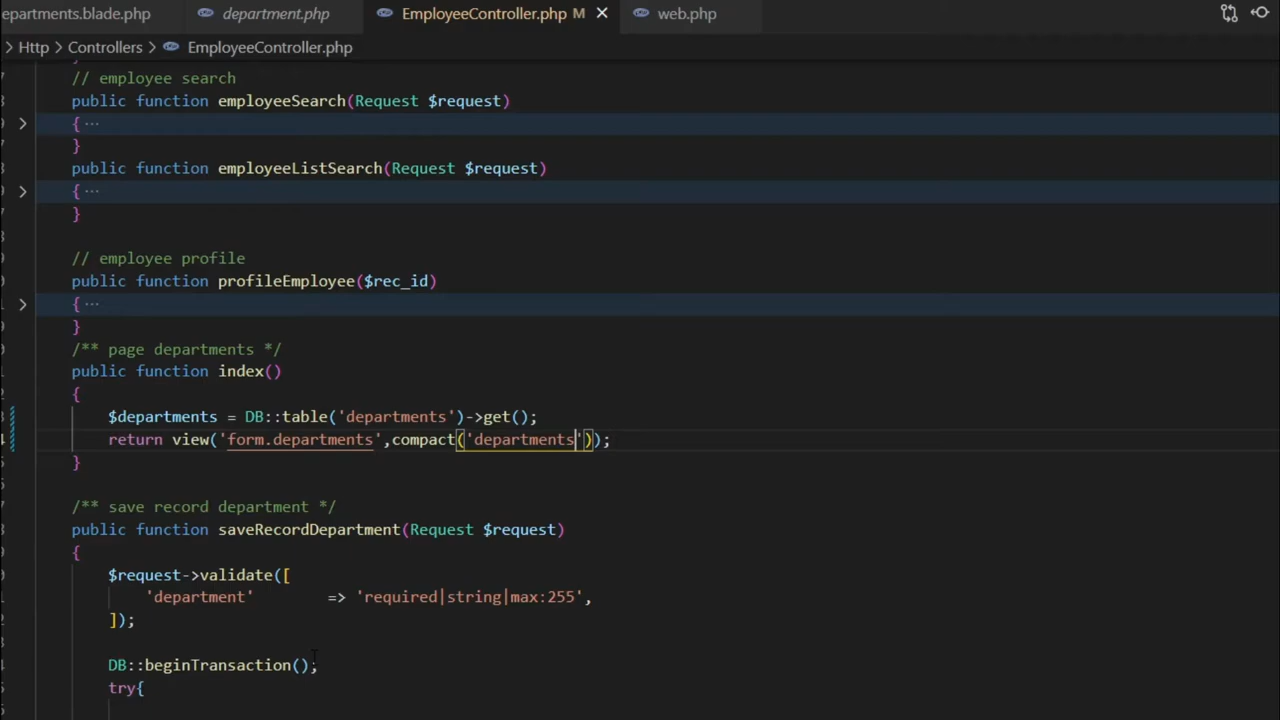 epartments.blade.php department.php EmployeeController.php M web.php
Http > Controllers > EmployeeController.php
// employee search
public function employeeSearch(Request $request)
{ ...
}
public function employeeListSearch(Request $request)
{ ...
}
// employee profile
public function profileEmployee($rec_id)
{ ...
}
/** page departments */
public function index()
{
$departments = DB::table('departments')->get();
return view('form.departments',compact('departments'));
}
/** save record department */
public function saveRecordDepartment(Request $request)
{
$request->validate([
'department' => 'required|string|max:255',
]);
DB::beginTransaction();
try{